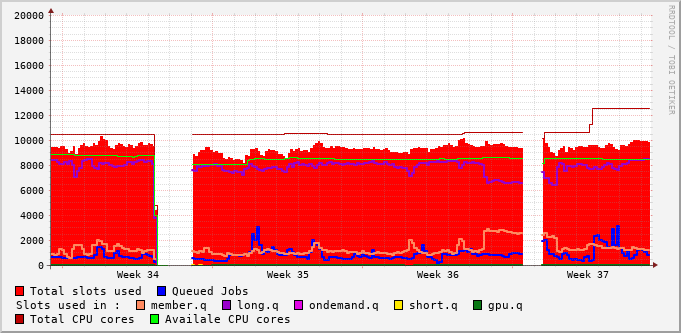 20000
18000
16000
14000
12000
10000
8000
6000
4000
2000
0
RRDTOOL / TOBI OETIKER
Week 34 Week 35 Week 36 Week 37
Total slots used Queued Jobs
Slots used in : member.q long.q ondemand.q short.q gpu.q
Total CPU cores Availale CPU cores